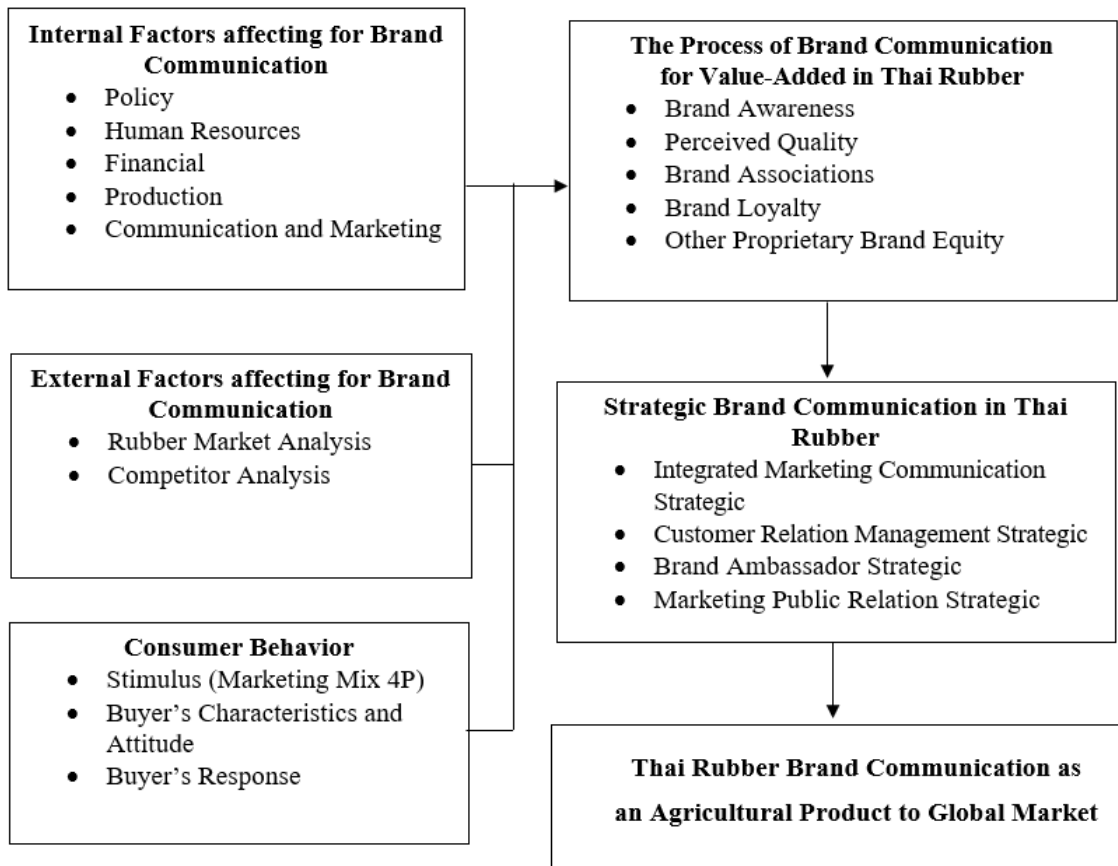 Internal Factors affecting for Brand
Communication
• Policy
• Human Resources
• Financial
• Production
• Communication and Marketing
External Factors affecting for Brand
Communication
• Rubber Market Analysis
• Competitor Analysis
Consumer Behavior
• Stimulus (Marketing Mix 4P)
• Buyer’s Characteristics and
Attitude
• Buyer’s Response
The Process of Brand Communication
for Value-Added in Thai Rubber
• Brand Awareness
• Perceived Quality
• Brand Associations
• Brand Loyalty
• Other Proprietary Brand Equity
Strategic Brand Communication in Thai
Rubber
• Integrated Marketing Communication
Strategic
• Customer Relation Management Strategic
• Brand Ambassador Strategic
• Marketing Public Relation Strategic
Thai Rubber Brand Communication as
an Agricultural Product to Global Market